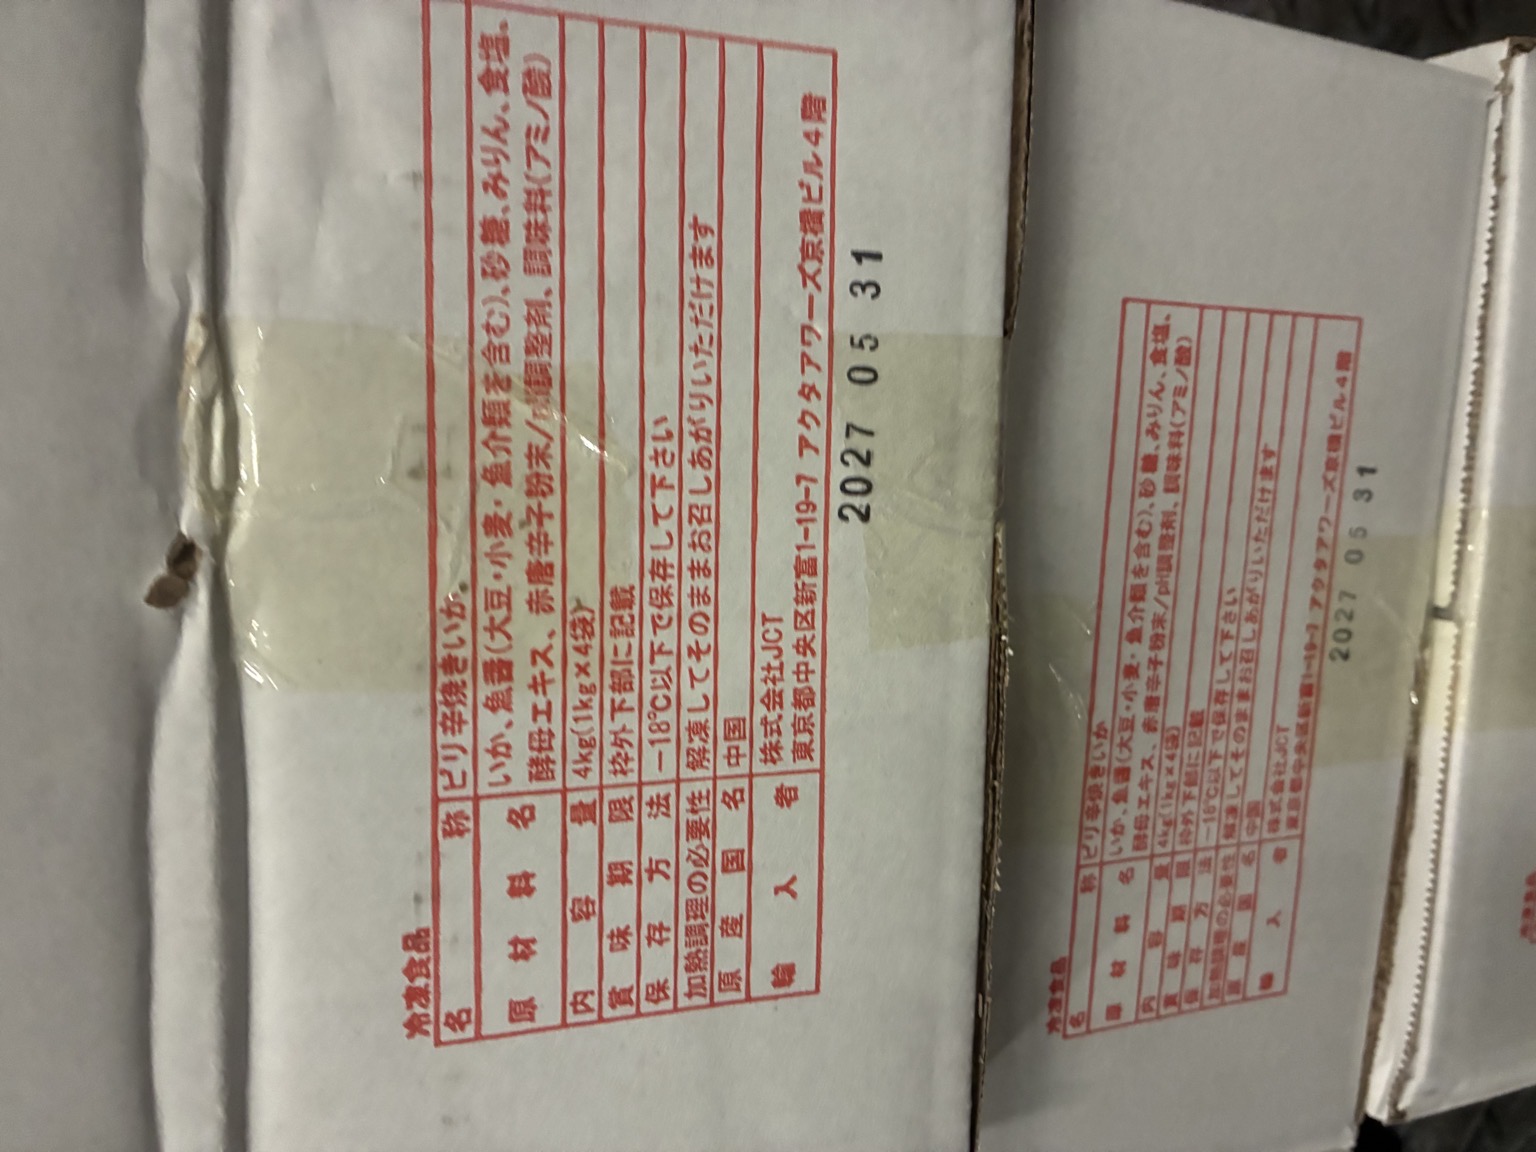 冷凍食品
名称 ピリ辛焼きいか
原材料名 いか、魚醤(大豆・小麦・魚介類を含む)、砂糖、みりん、食塩、
酵母エキス、赤唐辛子粉末/pH調整剤、調味料(アミノ酸)
内容量 4kg(1kg×4袋)
賞味期限 枠外下部に記載
保存方法 −18℃以下で保存して下さい
加熱調理の必要性 解凍してそのままお召しあがりいただけます
原産国名 中国
輸入者 株式会社JCT
東京都中央区新富1-19-7 アクタアワーズ京橋ビル4階
2027 05 31
冷凍食品
名称 ピリ辛焼きいか
原材料名 いか、魚醤(大豆・小麦・魚介類を含む)、砂糖、みりん、食塩、
酵母エキス、赤唐辛子粉末/pH調整剤、調味料(アミノ酸)
内容量 4kg(1kg×4袋)
賞味期限 枠外下部に記載
保存方法 −18℃以下で保存して下さい
加熱調理の必要性 解凍してそのままお召しあがりいただけます
原産国名 中国
輸入者 株式会社JCT
東京都中央区新富1-19-7 アクタアワーズ京橋ビル4階
2027 05 31